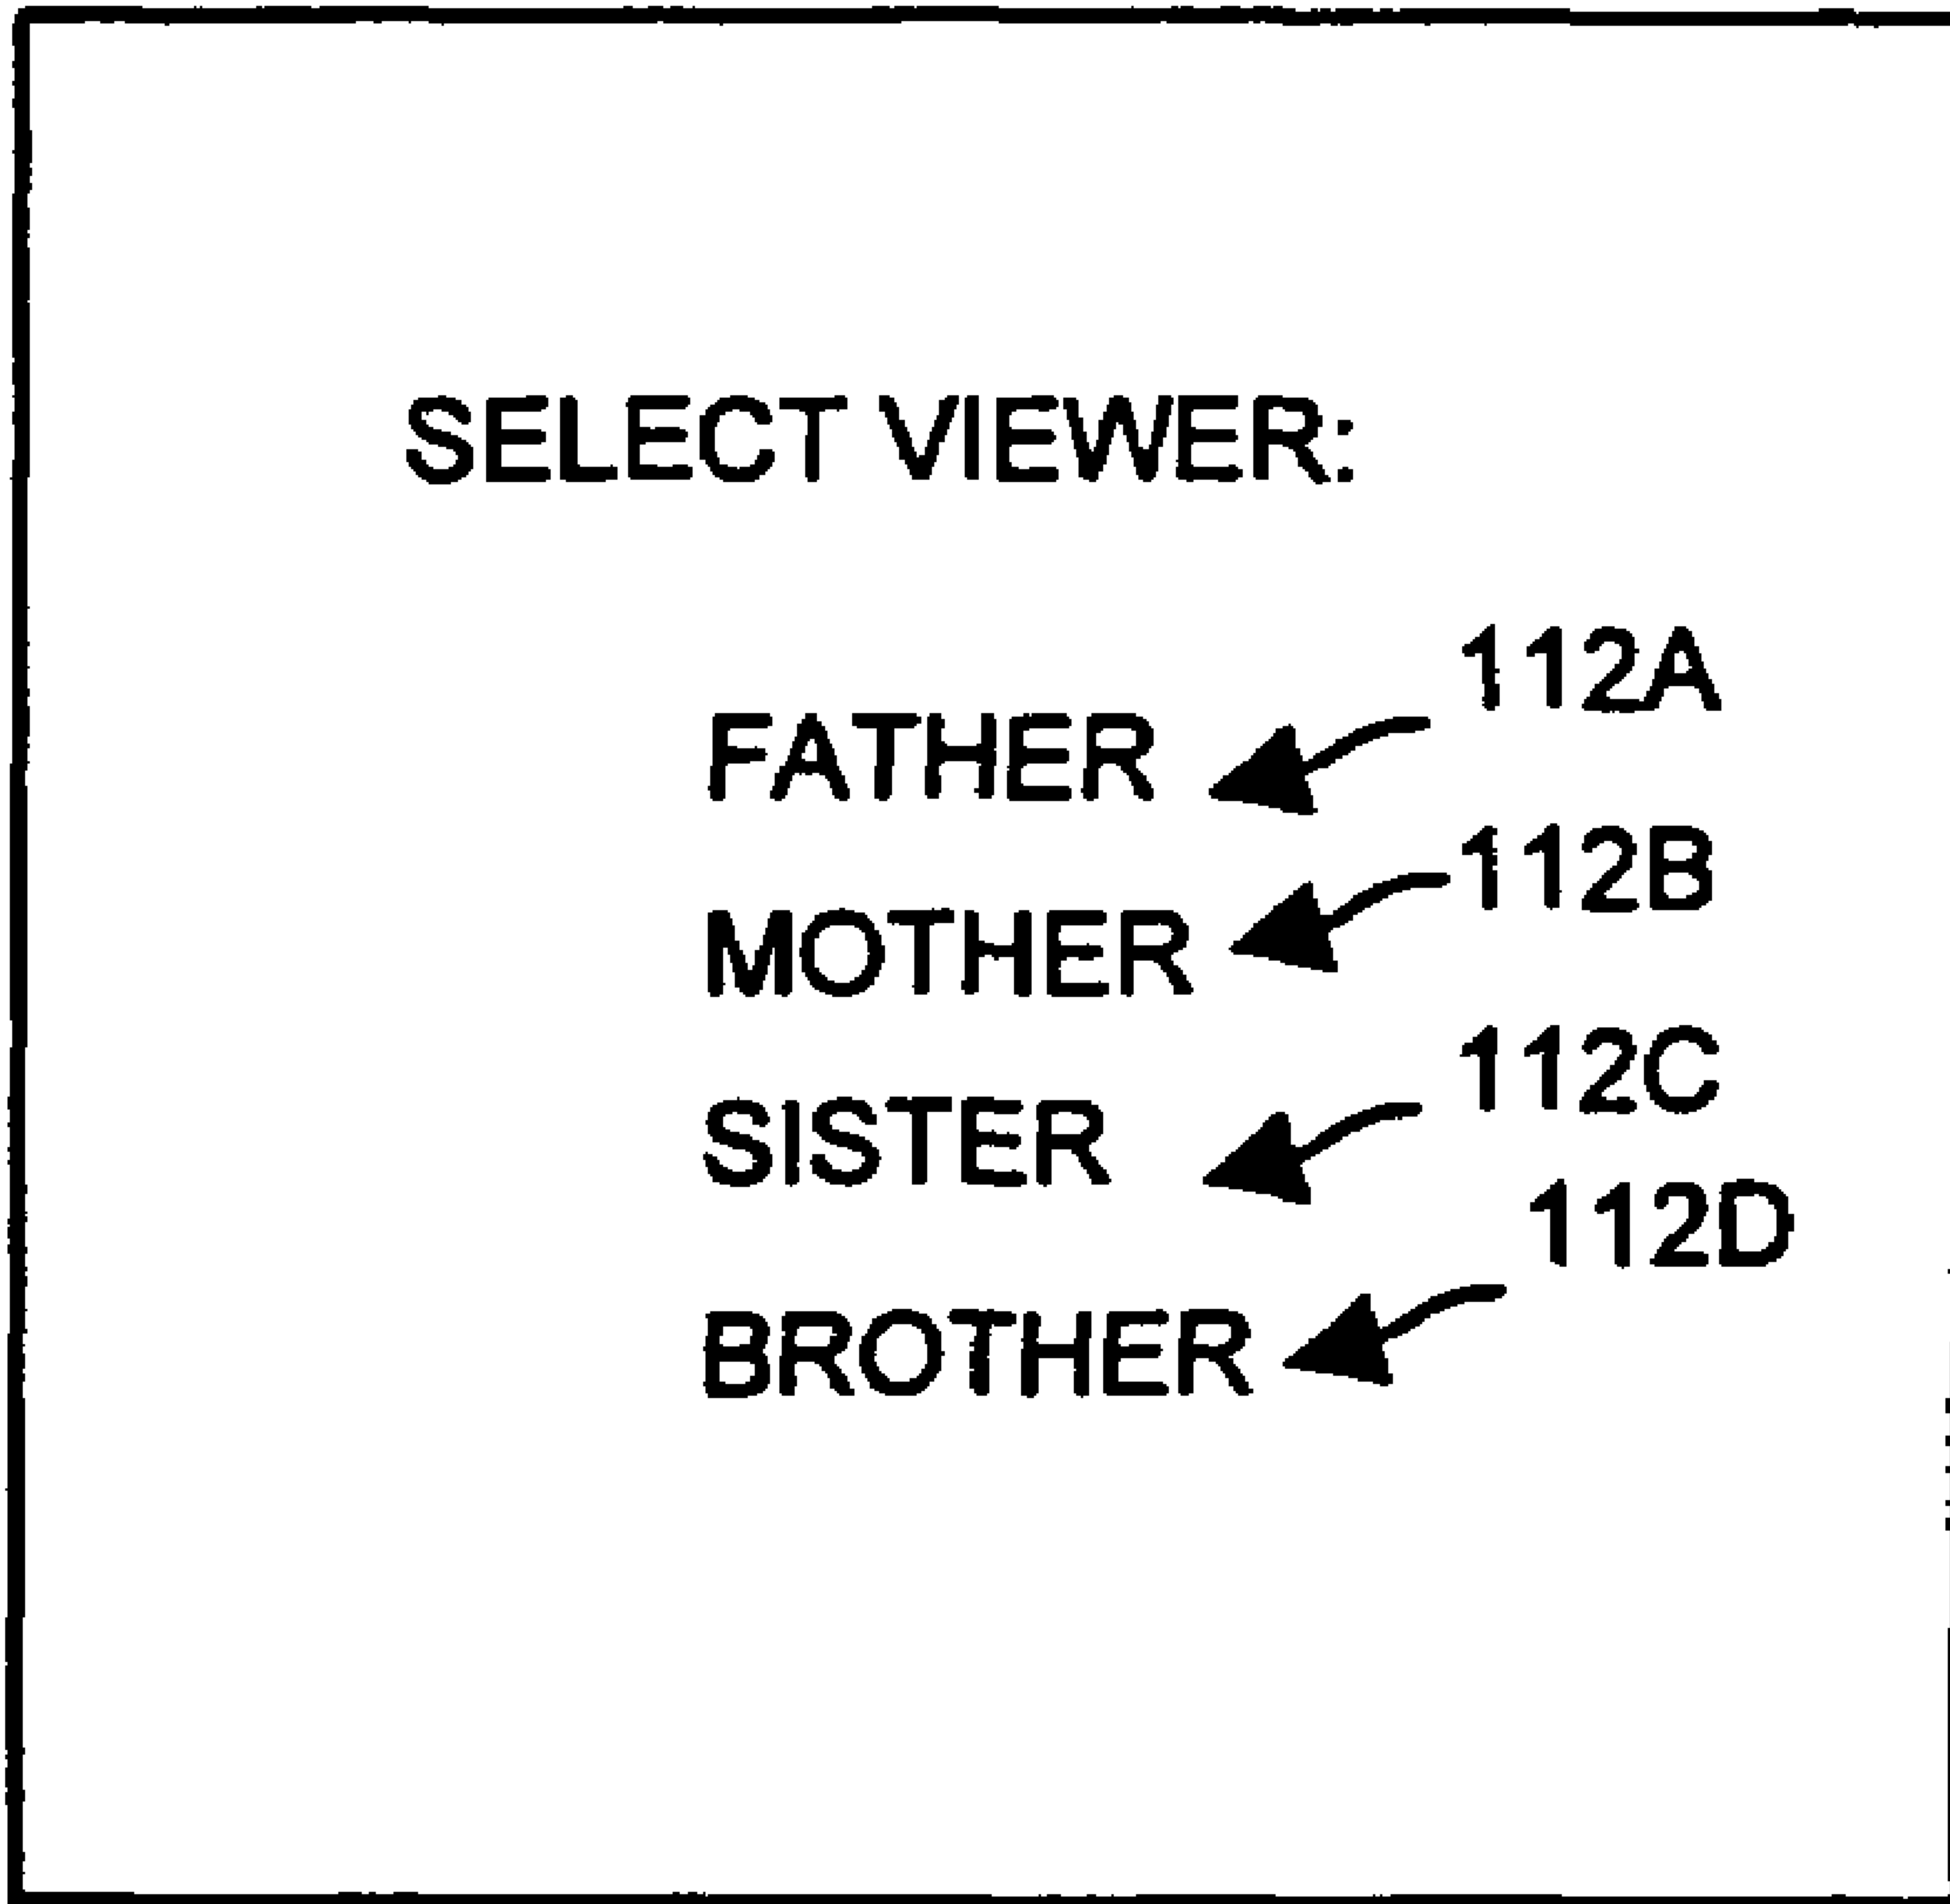 SELECT VIEWER:
112A
FATHER
112B
MOTHER
112C
SISTER
112D
BROTHER